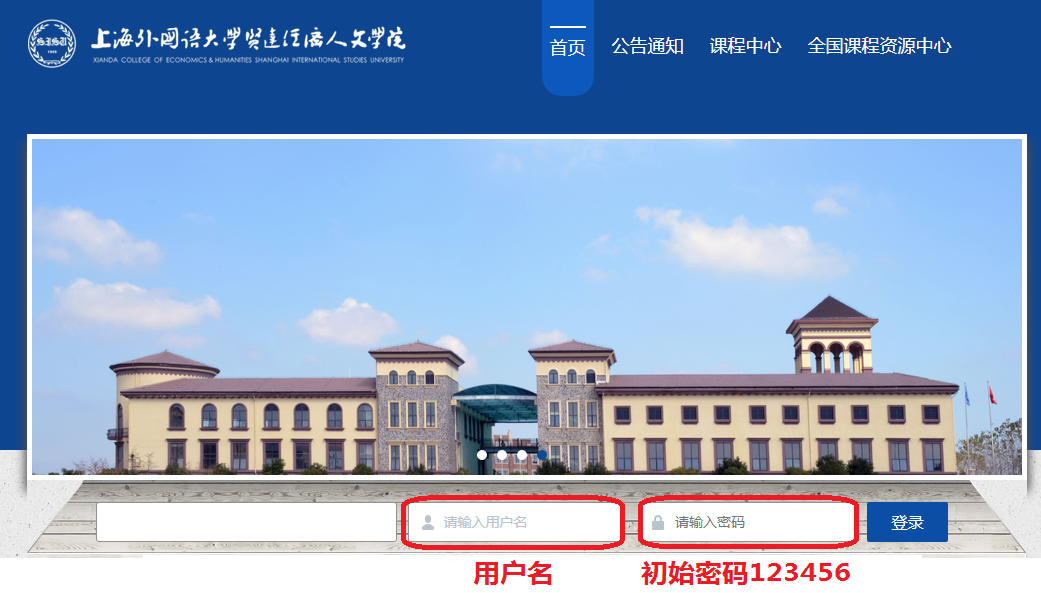 上海外国语大学贤达经济人文学院
SISU
XIANDA COLLEGE OF ECONOMICS & HUMANITIES SHANGHAI INTERNATIONAL STUDIES UNIVERSITY
首页 公告通知 课程中心 全国课程资源中心
请输入用户名 请输入密码 登录
用户名 初始密码123456